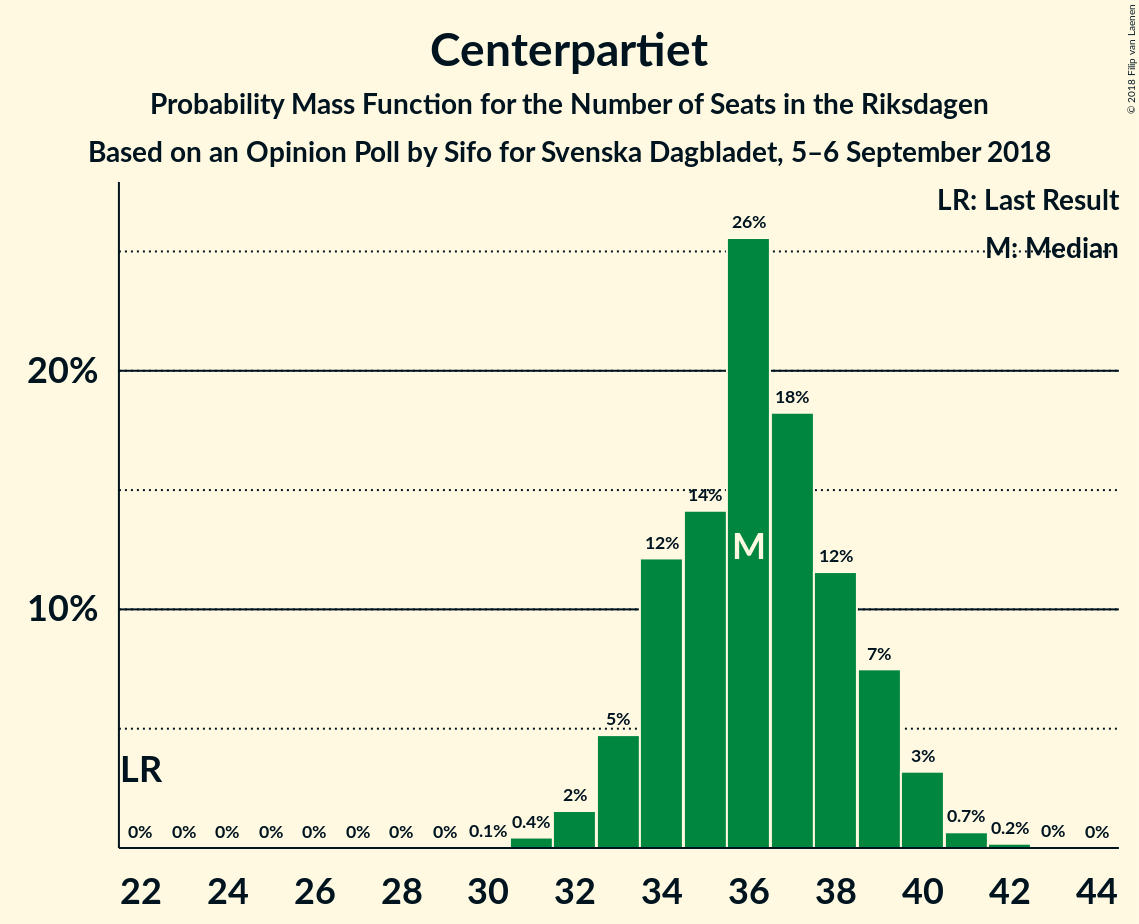 Centerpartiet
Probability Mass Function for the Number of Seats in the Riksdagen
Based on an Opinion Poll by Sifo for Svenska Dagbladet, 5–6 September 2018
© 2018 Filip van Laenen
LR: Last Result
M: Median
20%
10%
26%
18%
14%
12%
12%
7%
5%
3%
2%
0% 0% 0% 0% 0% 0% 0% 0% 0.1% 0.4% 0.7% 0.2% 0% 0%
M
LR
22 24 26 28 30 32 34 36 38 40 42 44